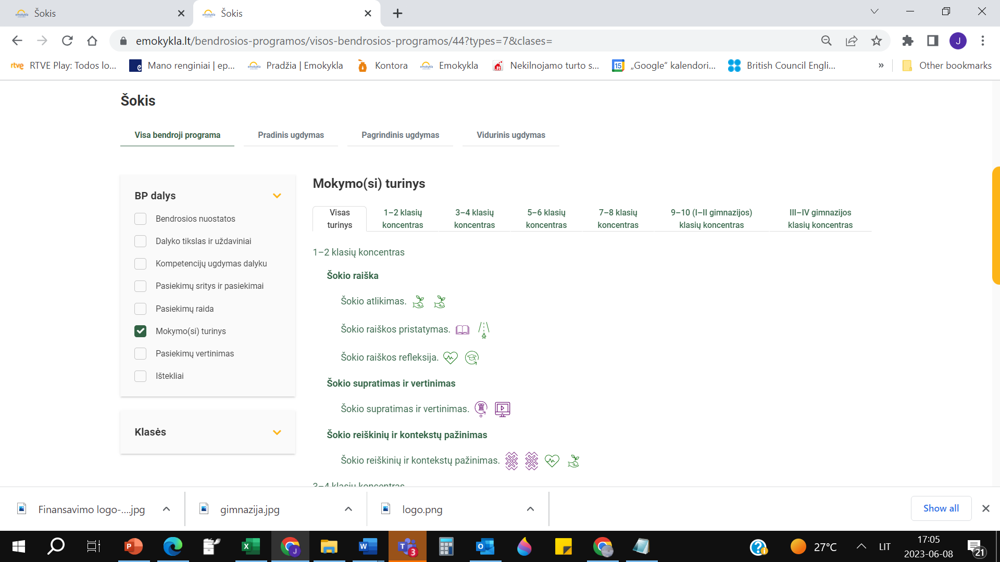 Šokis
Šokis
emokykla.lt/bendrosios-programos/visos-bendrosios-programos/44?types=7&clases=
J
rtve RTVE Play: Todos lo...
Mano renginiai | ep...
Pradžia | Emokykla
Kontora
Emokykla
Nekilnojamo turto s...
15 „Google“ kalendori...
British Council Engli...
»
Other bookmarks
Šokis
Visa bendroji programa
Pradinis ugdymas
Pagrindinis ugdymas
Vidurinis ugdymas
BP dalys
Bendrosios nuostatos
Dalyko tikslas ir uždaviniai
Kompetencijų ugdymas dalyku
Pasiekimų sritys ir pasiekimai
Pasiekimų raida
Mokymo(si) turinys
Pasiekimų vertinimas
Ištekliai
Klasės
Mokymo(si) turinys
Visas
turinys
1–2 klasių
koncentras
3–4 klasių
koncentras
5–6 klasių
koncentras
7–8 klasių
koncentras
9–10 (I–II gimnazijos)
klasių koncentras
III–IV gimnazijos
klasių koncentras
1–2 klasių koncentras
Šokio raiška
Šokio atlikimas.
Šokio raiškos pristatymas.
Šokio raiškos refleksija.
Šokio supratimas ir vertinimas
Šokio supratimas ir vertinimas.
Šokio reiškinių ir kontekstų pažinimas
Šokio reiškinių ir kontekstų pažinimas.
3–4 klasių koncentras
Finansavimo logo-....jpg
gimnazija.jpg
logo.png
Show all
27°C
LIT
17:05
2023-06-08
21